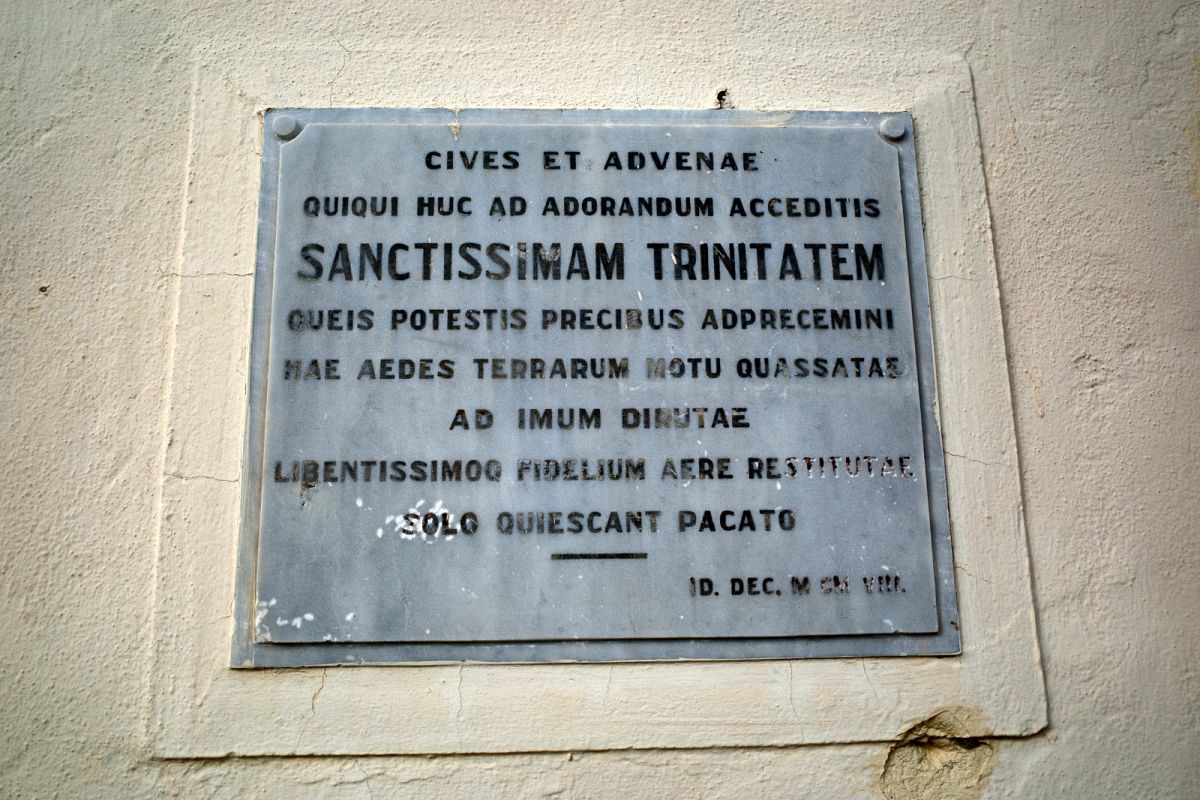 CIVES ET ADVENAE
QUIQUI HUC AD ADORANDUM ACCEDITIS
SANCTISSIMAM TRINITATEM
QUEIS POTESTIS PRECIBUS ADPRECEMINI
HAE AEDES TERRARUM MOTU QUASSATAE
AD IMUM DIRUTAE
LIBENTISSIMOQ FIDELIUM AERE RESTITUTAE
SOLO QUIESCANT PACATO
ID. DEC. M CM VIII.